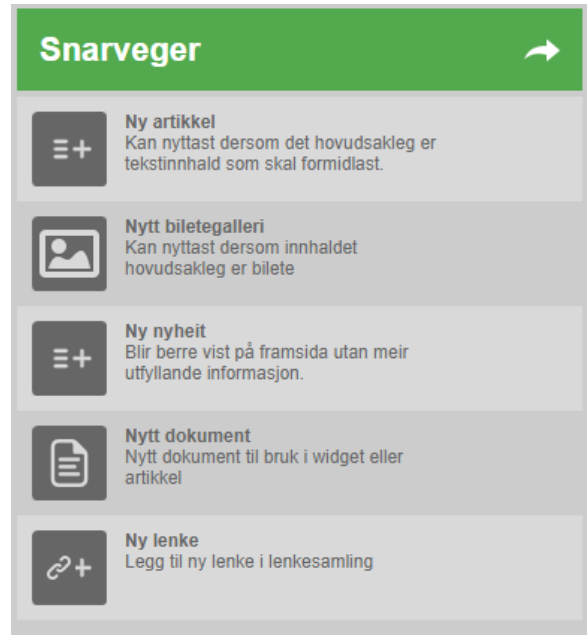 Snarveger
Ny artikkel
Kan nyttast dersom det hovudsakleg er
tekstinnhald som skal formidlast.
Nytt biletegalleri
Kan nyttast dersom innhaldet
hovudsakleg er bilete
Ny nyheit
Blir berre vist på framsida utan meir
utfyllande informasjon.
Nytt dokument
Nytt dokument til bruk i widget eller
artikkel
Ny lenke
Legg til ny lenke i lenkesamling